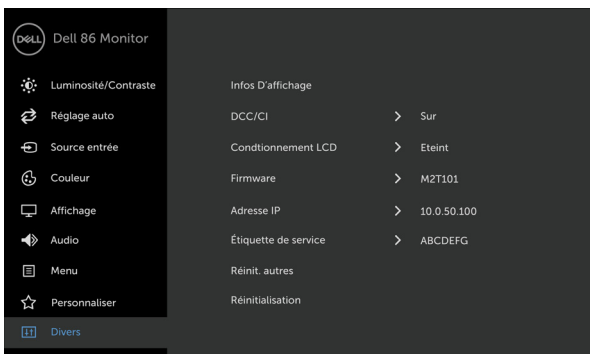 DELL Dell 86 Monitor
Luminosité/Contraste
Réglage auto
Source entrée
Couleur
Affichage
Audio
Menu
Personnaliser
Divers
Infos D'affichage
DCC/CI > Sur
Condtionnement LCD > Eteint
Firmware > M2T101
Adresse IP > 10.0.50.100
Étiquette de service > ABCDEFG
Réinit. autres
Réinitialisation